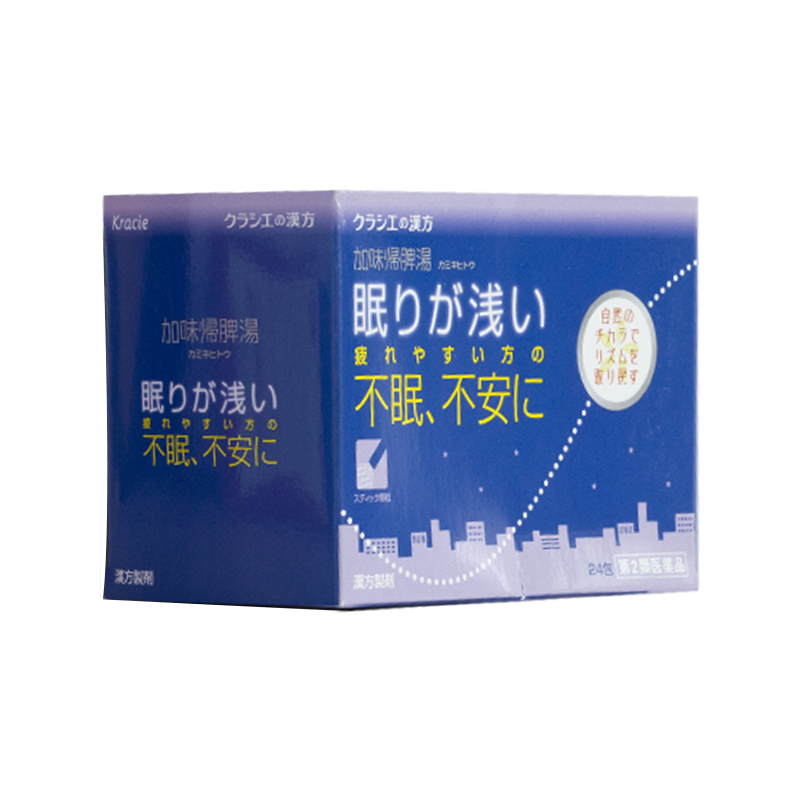 Kracie
クラシエの漢方
加味帰脾湯
カミキヒトウ
眠りが浅い
疲れやすい方の
不眠、不安に
漢方製剤
クラシエの漢方
加味帰脾湯 カミキヒトウ
眠りが浅い
疲れやすい方の
不眠、不安に
自然の
チカラで
リズムを
取り戻す
スティック顆粒
漢方製剤
24包 第2類医薬品